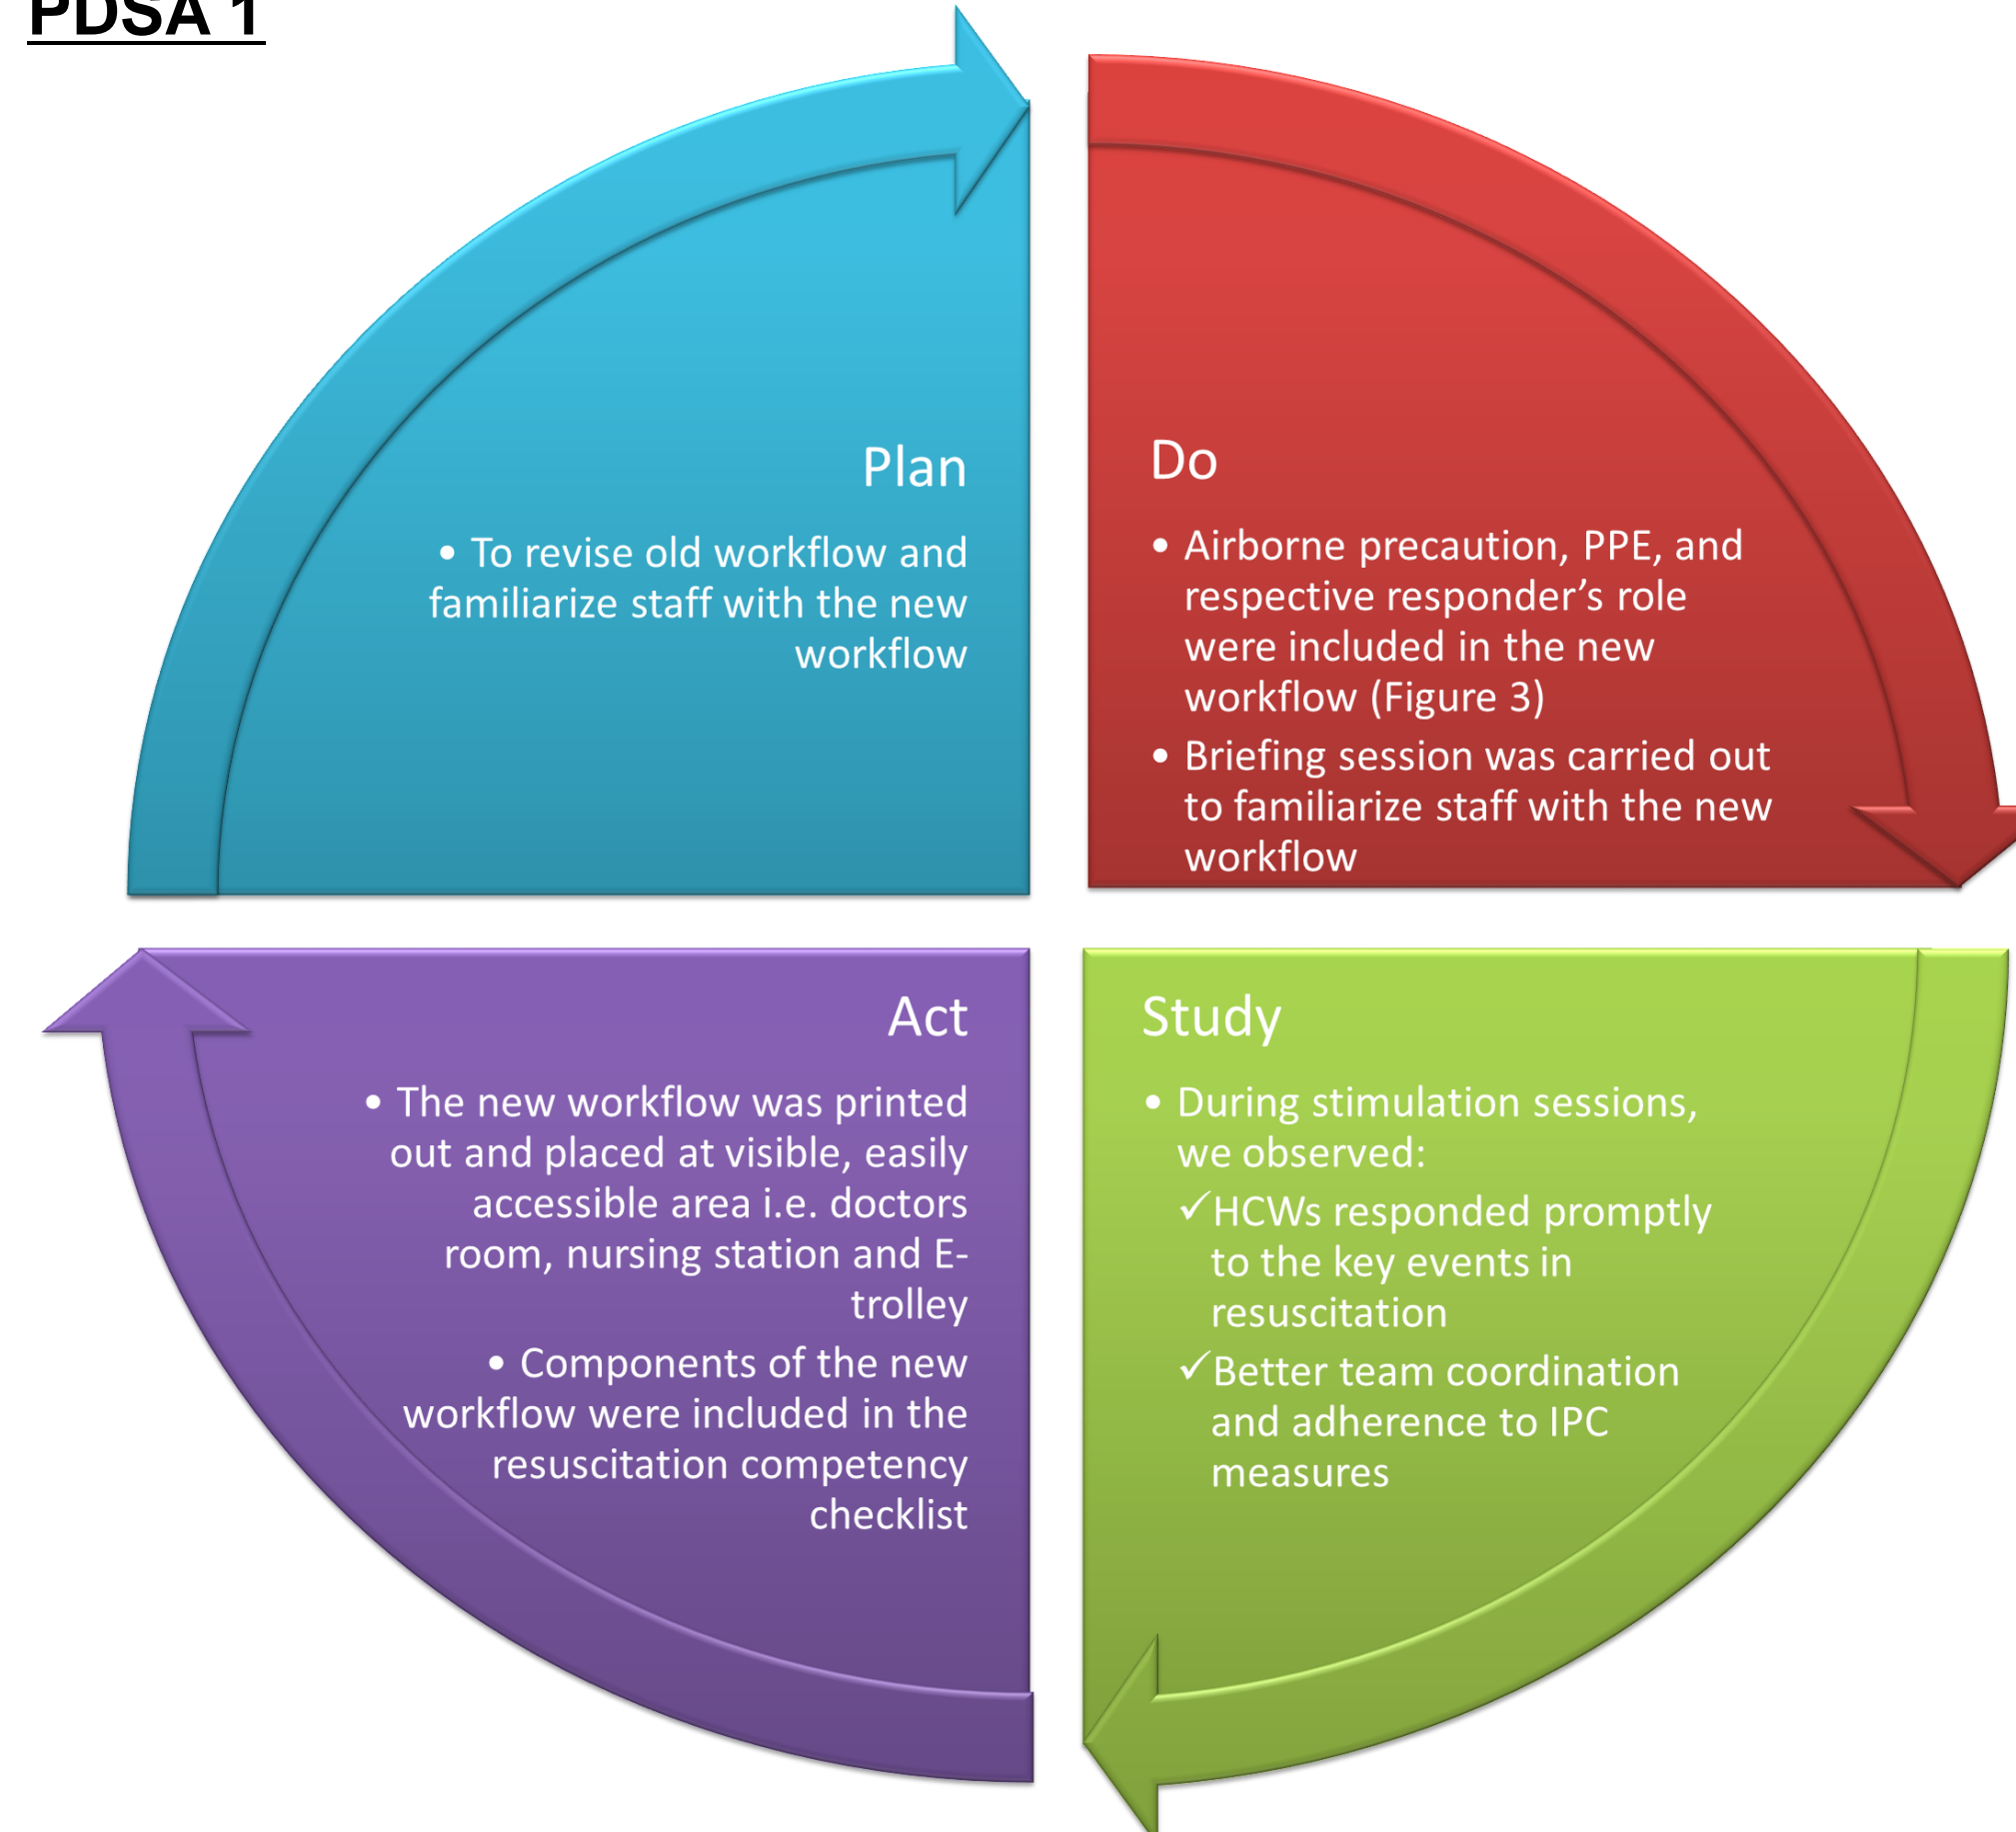 PDSA 1
Plan
• To revise old workflow and
familiarize staff with the new
workflow
Do
• Airborne precaution, PPE, and
respective responder’s role
were included in the new
workflow (Figure 3)
• Briefing session was carried out
to familiarize staff with the new
workflow
Study
• During stimulation sessions,
we observed:
✓HCWs responded promptly
to the key events in
resuscitation
✓Better team coordination
and adherence to IPC
measures
Act
• The new workflow was printed
out and placed at visible, easily
accessible area i.e. doctors
room, nursing station and E-
trolley
• Components of the new
workflow were included in the
resuscitation competency
checklist